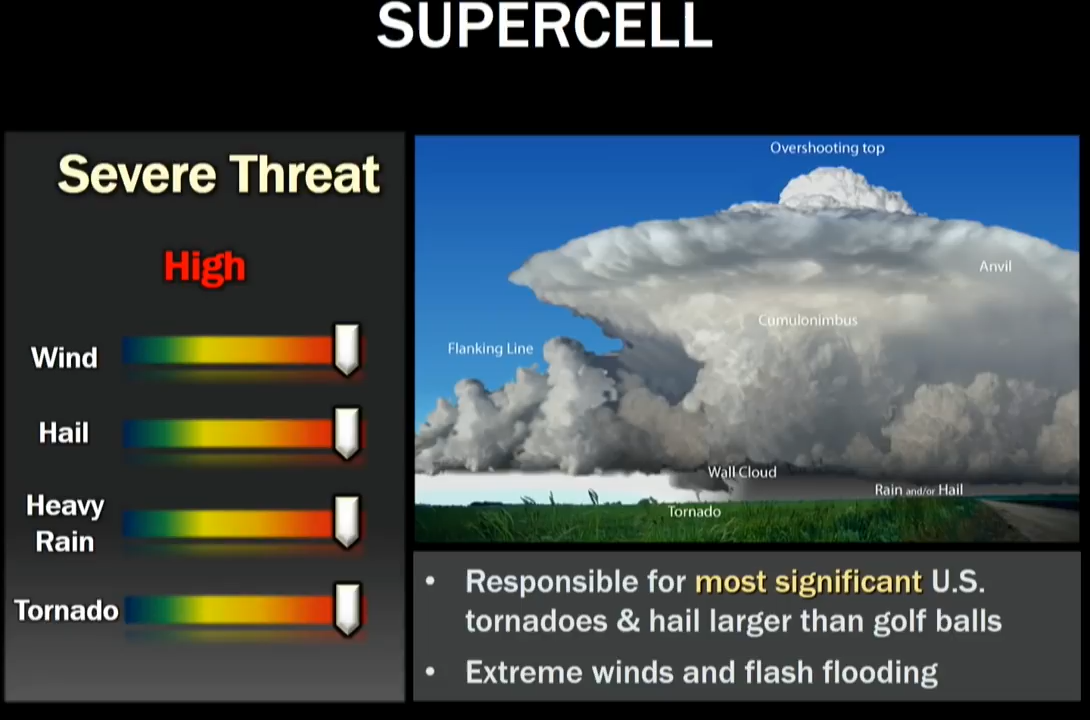 SUPERCELL
Severe Threat
High
Wind
Hail
Heavy
Rain
Tornado
Overshooting top
Anvil
Cumulonimbus
Flanking Line
Wall Cloud
Rain and/or Hail
Tornado
• Responsible for most significant U.S.
tornadoes & hail larger than golf balls
• Extreme winds and flash flooding